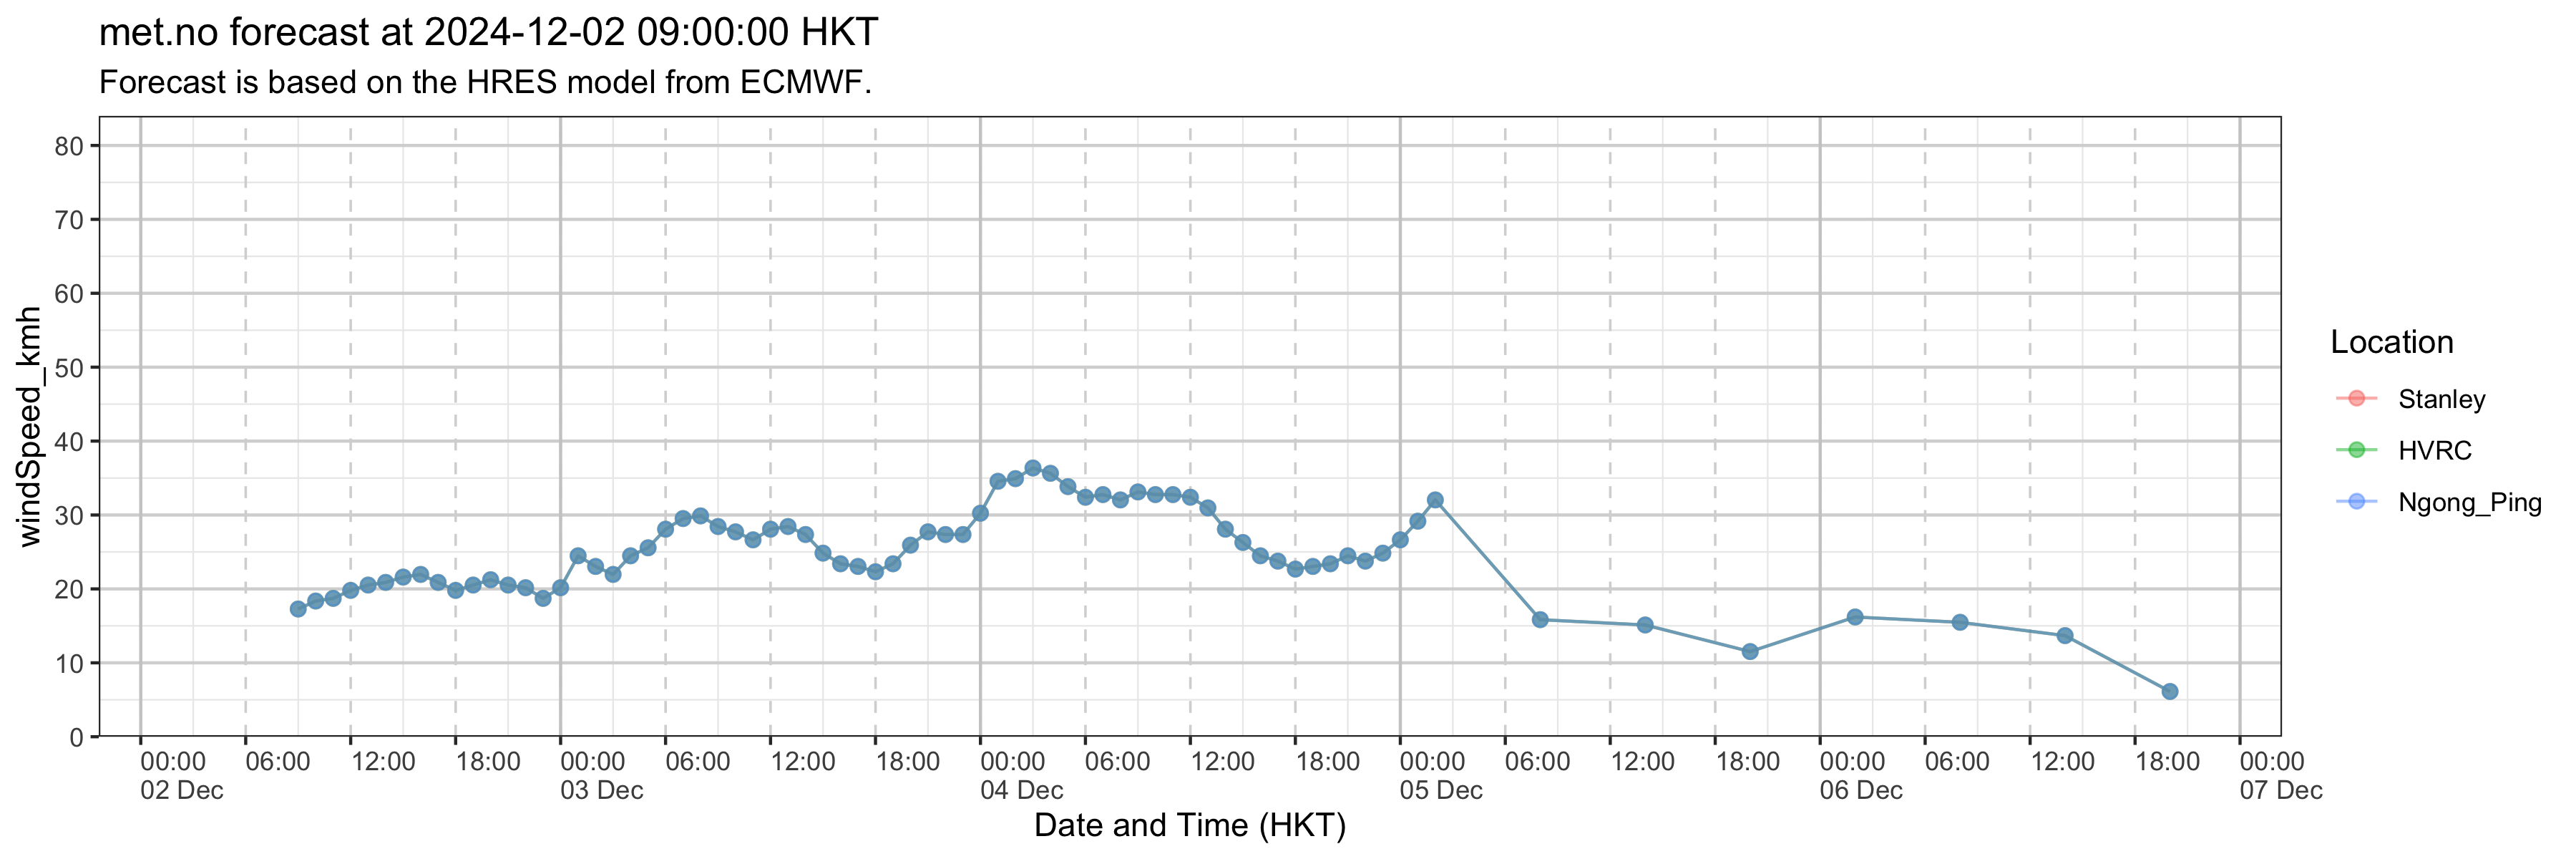 met.no forecast at 2024-12-02 09:00:00 HKT
Forecast is based on the HRES model from ECMWF.
windSpeed_kmh
80
70
60
50
40
30
20
10
0
00:00 06:00 12:00 18:00 00:00 06:00 12:00 18:00 00:00 06:00 12:00 18:00 00:00 06:00 12:00 18:00 00:00 06:00 12:00 18:00 00:00
02 Dec 03 Dec 04 Dec 05 Dec 06 Dec 07 Dec
Date and Time (HKT)
Location
Stanley
HVRC
Ngong_Ping